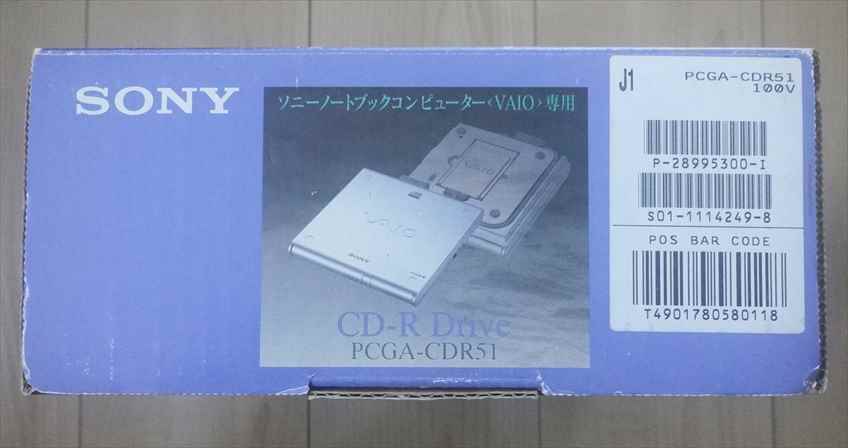 SONY
ソニーノートブックコンピューター〈VAIO〉専用
VAIO
VAIO
SONY
CD-R Drive
PCGA-CDR51
J1
PCGA-CDR51
100V
P-28995300-I
S01-1114249-8
POS BAR CODE
T4901780580118